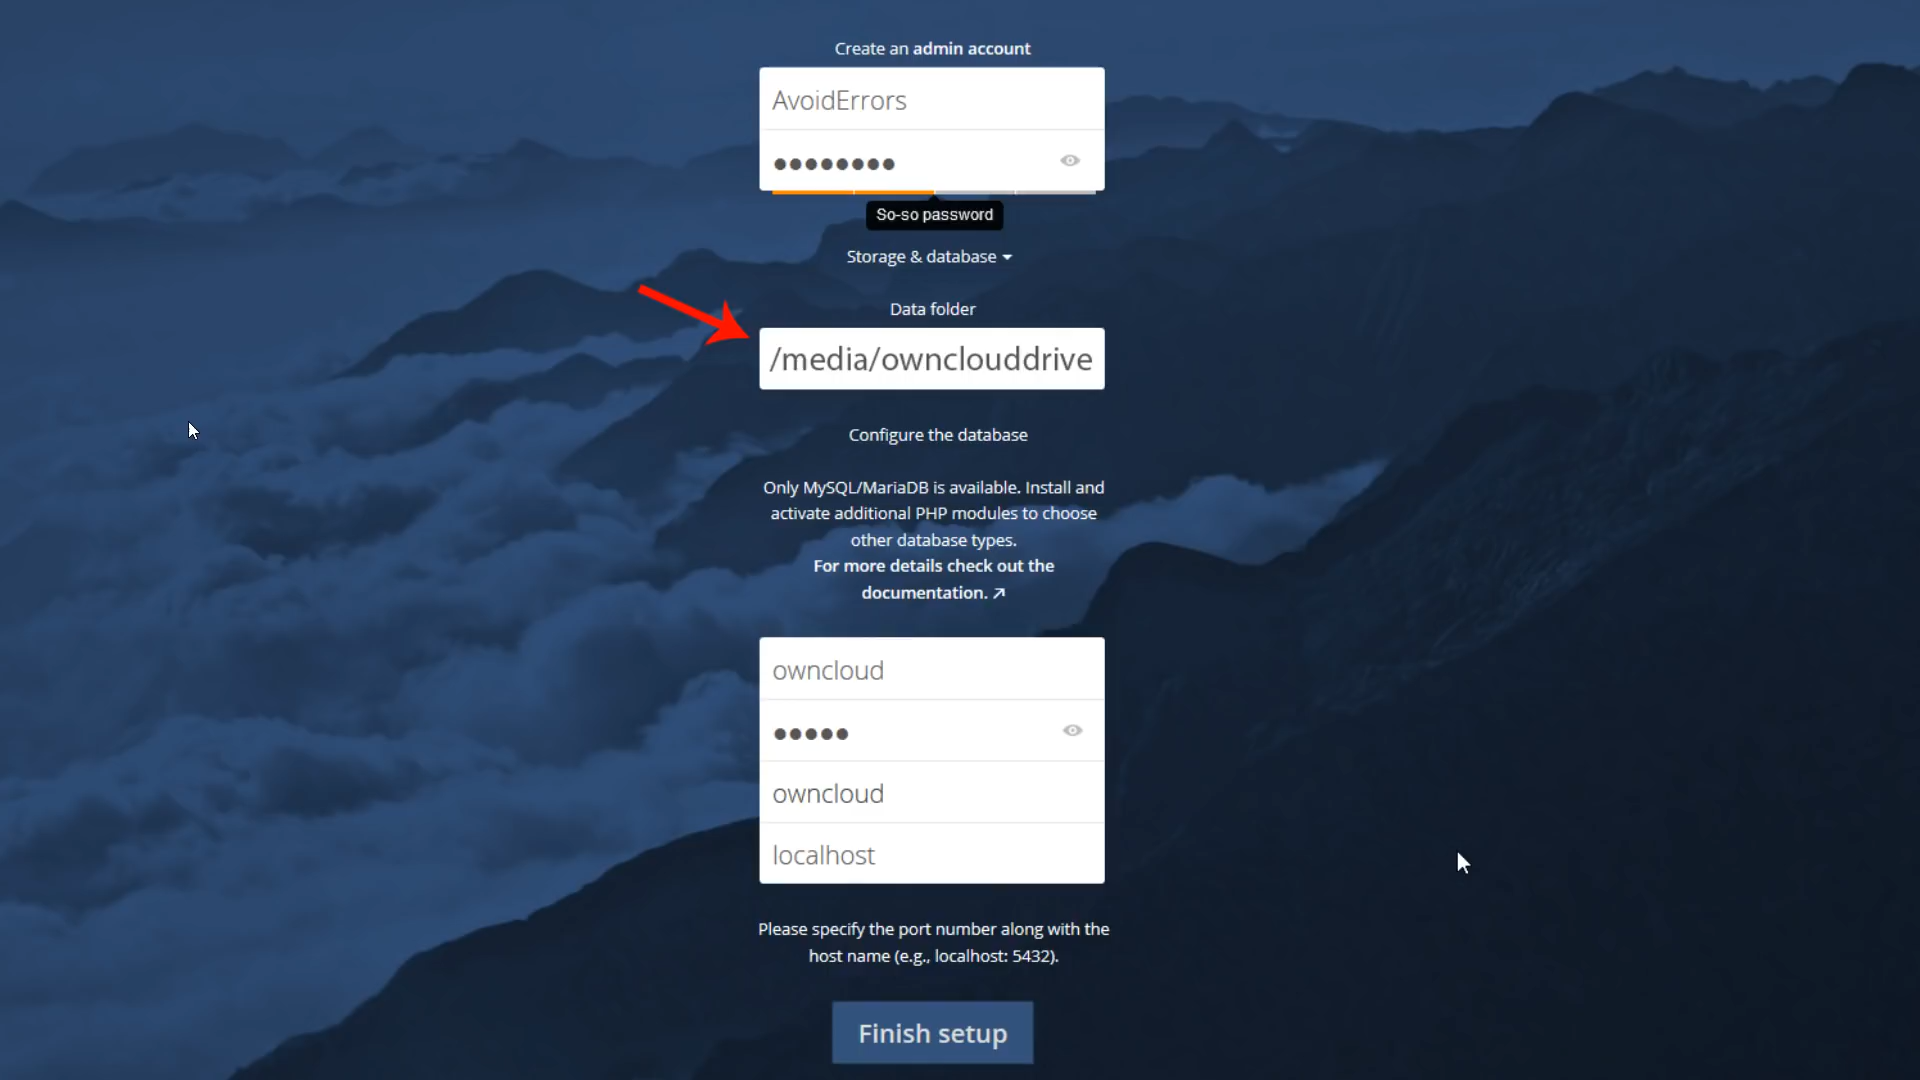 Create an admin account
AvoidErrors
●●●●●●●●
So-so password
Storage & database
Data folder
/media/ownclouddrive
Configure the database
Only MySQL/MariaDB is available. Install and
activate additional PHP modules to choose
other database types.
For more details check out the
documentation. ↗
owncloud
●●●●●
owncloud
localhost
Please specify the port number along with the
host name (e.g., localhost: 5432).
Finish setup